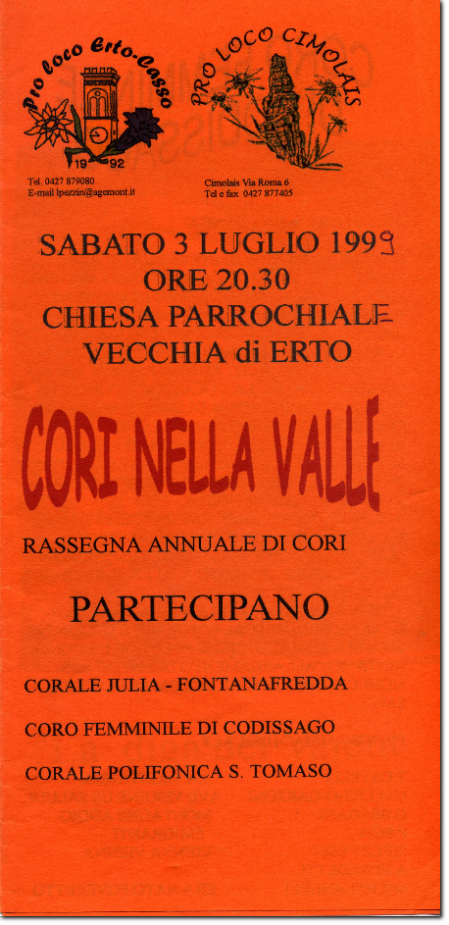 Pro Loco Erto-Casso
1992
Tel. 0427 879080
E-mail lpezzin@agemont.it
PRO LOCO CIMOLAIS
Cimolais Via Roma 6
Tel e fax 0427 877405
SABATO 3 LUGLIO 1999
ORE 20.30
CHIESA PARROCHIALE
VECCHIA di ERTO
CORI NELLA VALLE
RASSEGNA ANNUALE DI CORI
PARTECIPANO
CORALE JULIA - FONTANAFREDDA
CORO FEMMINILE DI CODISSAGO
CORALE POLIFONICA S. TOMASO